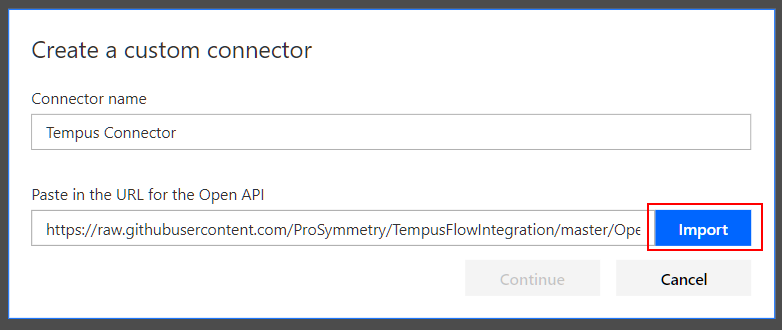 Create a custom connector
Connector name
Tempus Connector
Paste in the URL for the Open API
https://raw.githubusercontent.com/ProSymmetry/TempusFlowIntegration/master/Ope
Import
Continue
Cancel